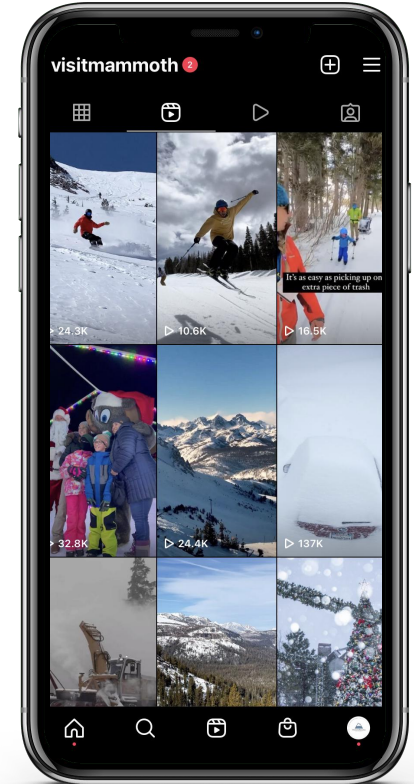 visitmammoth 2
24.3K
10.6K
It's as easy as picking up on
extra piece of trash
16.5K
32.8K
24.4K
137K